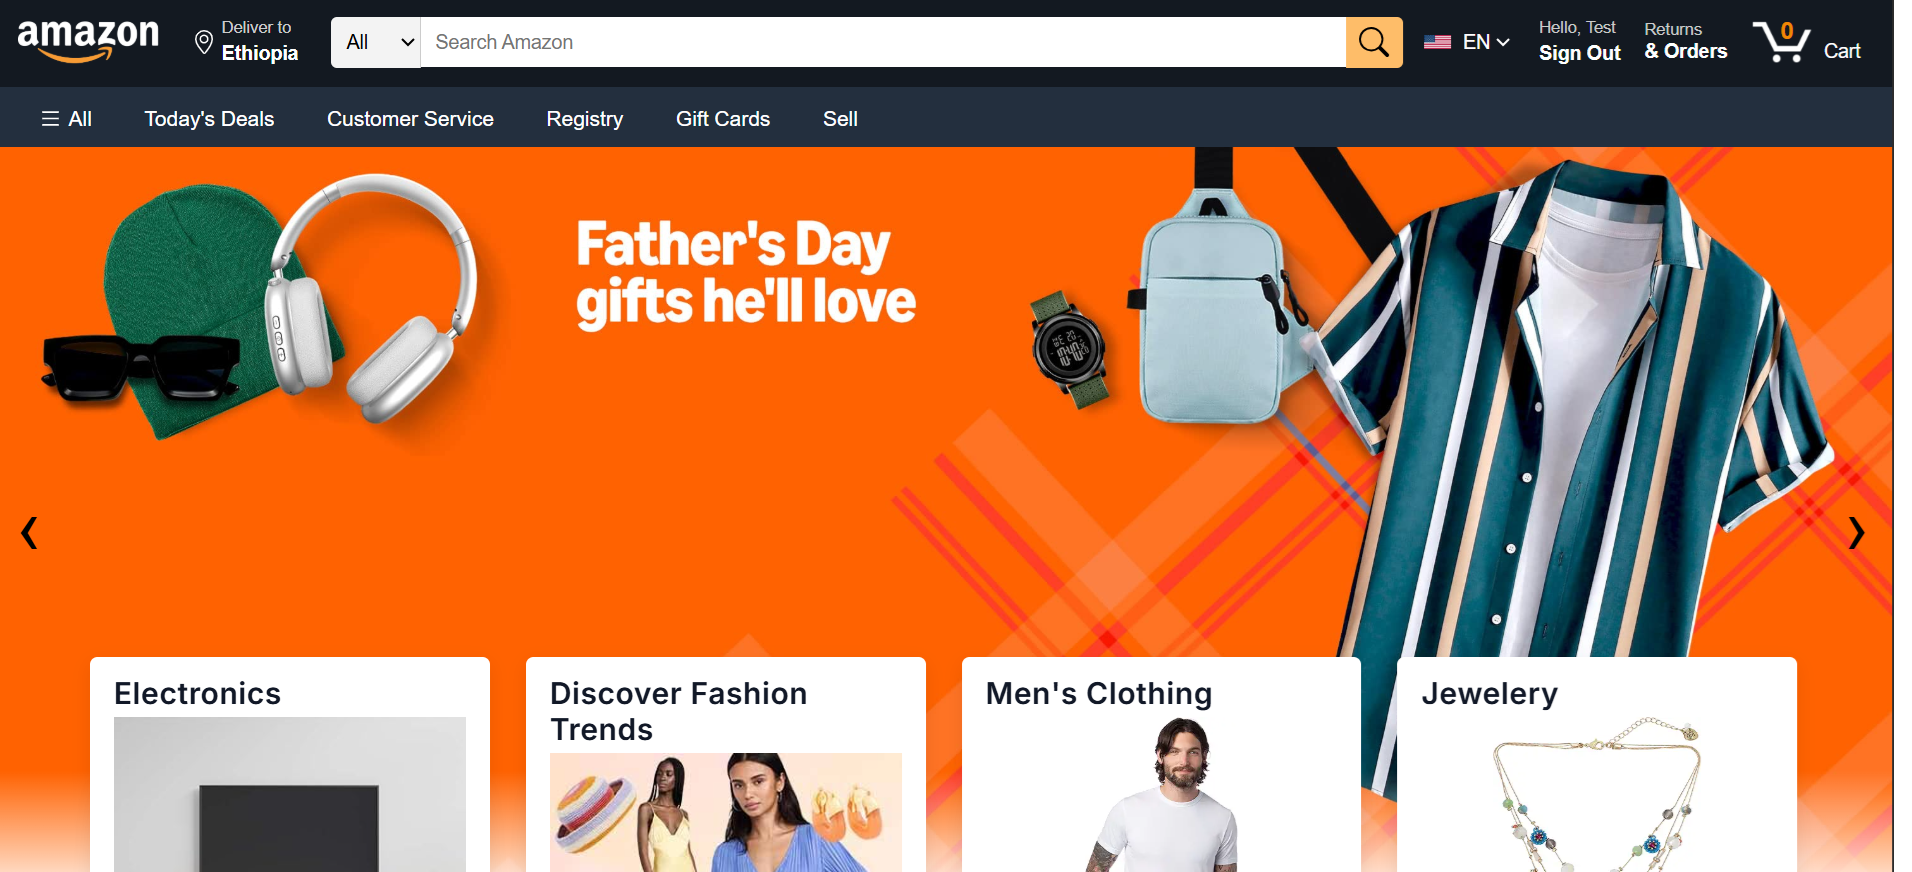 amazon
Deliver to
Ethiopia
All
Search Amazon
EN
Hello, Test
Sign Out
Returns
& Orders
0
Cart
All
Today's Deals
Customer Service
Registry
Gift Cards
Sell
Father's Day
gifts he'll love
Electronics
Discover Fashion
Trends
Men's Clothing
Jewelery